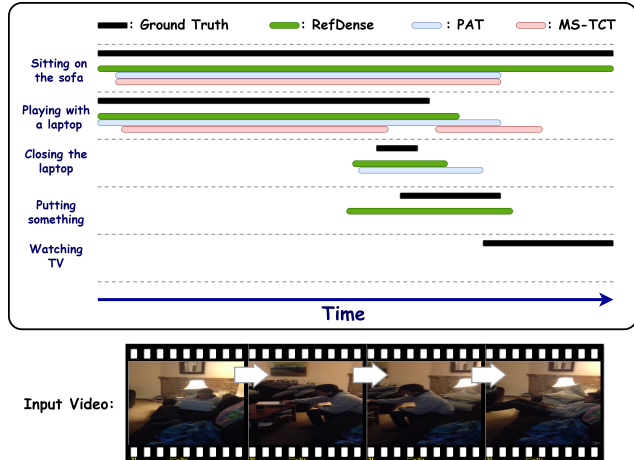 : Ground Truth : RefDense : PAT : MS-TCT
Sitting on
the sofa
Playing with
a laptop
Closing the
laptop
Putting
something
Watching
TV
Time
Input Video: